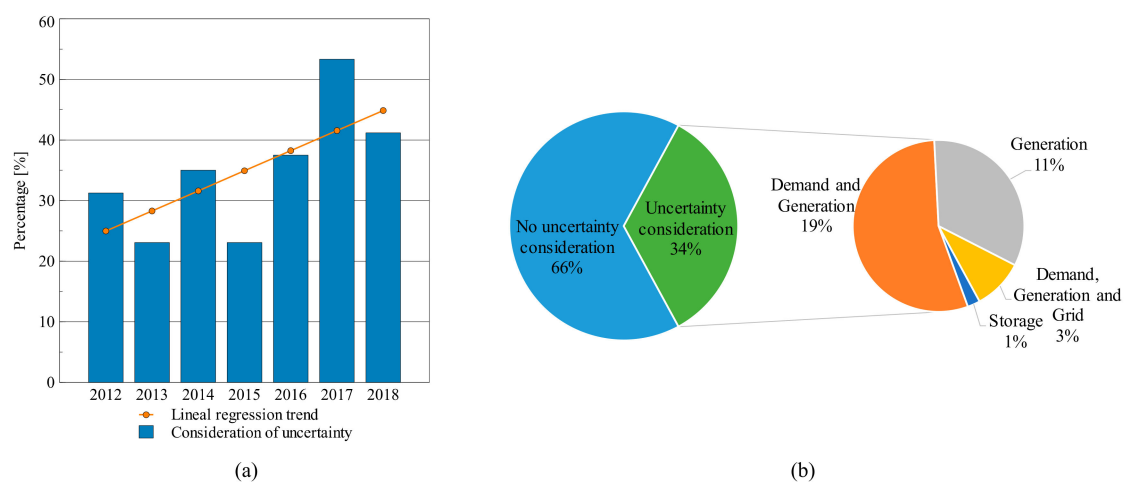 60
50
40
30
20
10
0
Percentage [%]
2012 2013 2014 2015 2016 2017 2018
Lineal regression trend
Consideration of uncertainty
(a)
No uncertainty
consideration
66%
Uncertainty
consideration
34%
Demand and
Generation
19%
Generation
11%
Demand,
Generation and
Grid
3%
Storage
1%
(b)